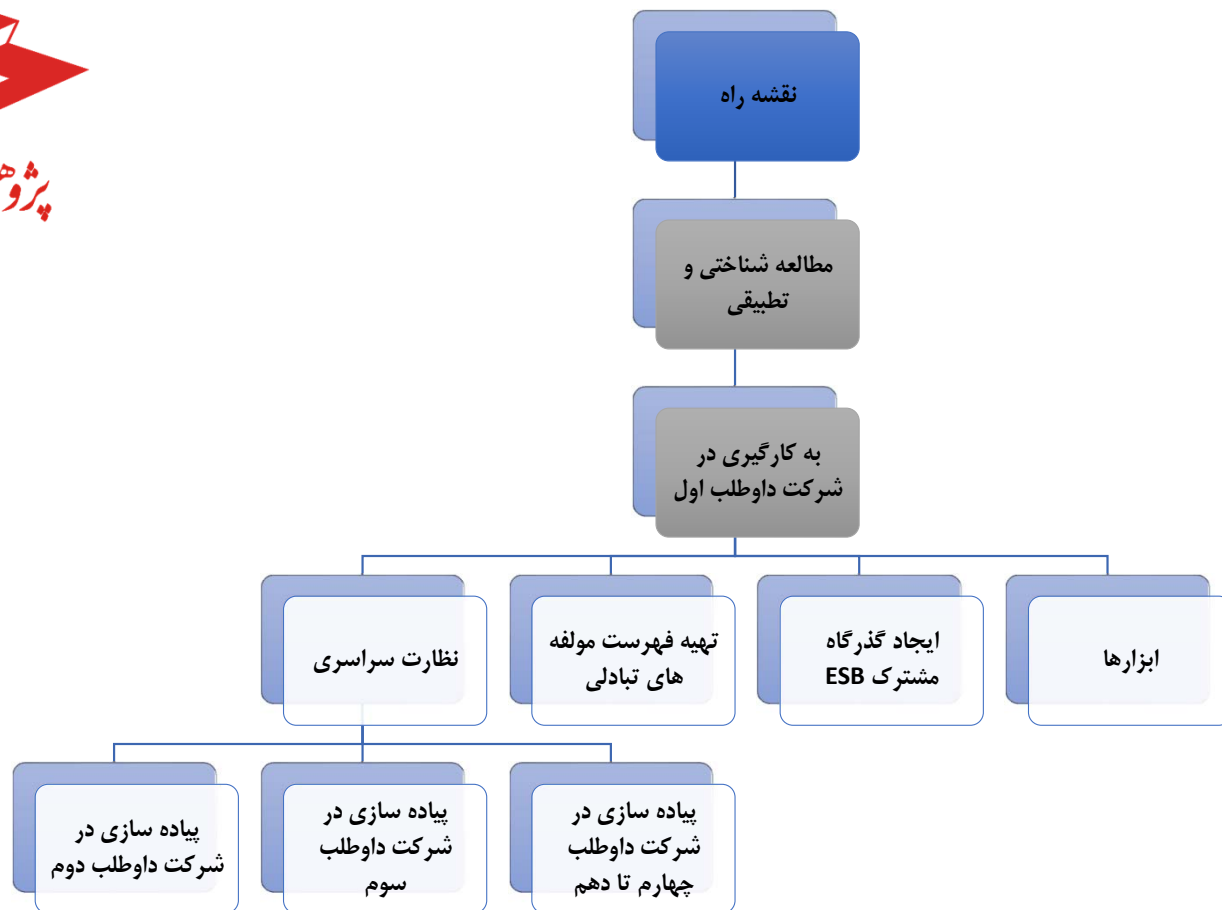 نقشه راه
مطالعه شناختی و
تطبیقی
به کارگیری در
شرکت داوطلب اول
ابزارها
ایجاد گذرگاه
مشترک ESB
تهیه فهرست مولفه
های تبادلی
نظارت سراسری
پیاده سازی در
شرکت داوطلب
چهارم تا دهم
پیاده سازی در
شرکت داوطلب
سوم
پیاده سازی در
شرکت داوطلب دوم